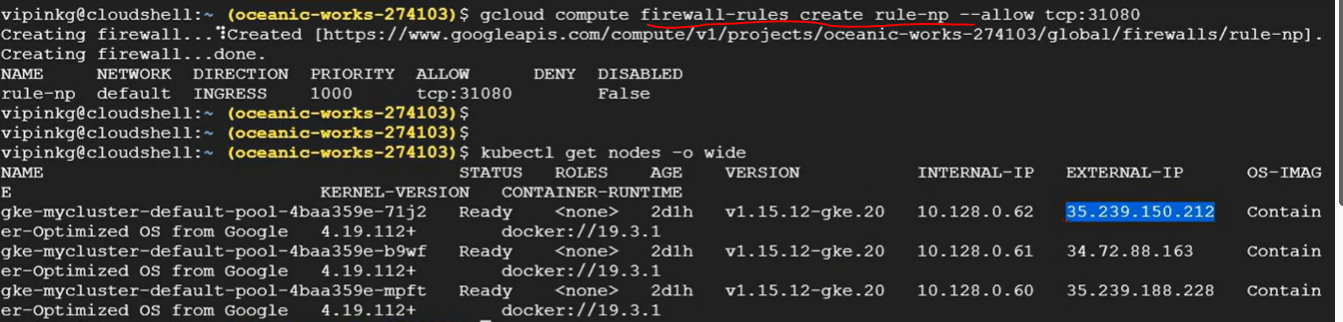 vipinkg@cloudshell:~ (oceanic-works-274103)$ gcloud compute firewall-rules create rule-np --allow tcp:31080
Creating firewall...⠹Created [https://www.googleapis.com/compute/v1/projects/oceanic-works-274103/global/firewalls/rule-np].
Creating firewall...done.
NAME     NETWORK  DIRECTION  PRIORITY  ALLOW      DENY  DISABLED
rule-np  default  INGRESS    1000      tcp:31080        False
vipinkg@cloudshell:~ (oceanic-works-274103)$
vipinkg@cloudshell:~ (oceanic-works-274103)$
vipinkg@cloudshell:~ (oceanic-works-274103)$ kubectl get nodes -o wide
NAME                                       STATUS   ROLES    AGE    VERSION           INTERNAL-IP   EXTERNAL-IP      OS-IMAG
E                             KERNEL-VERSION   CONTAINER-RUNTIME
gke-mycluster-default-pool-4baa359e-71j2   Ready    <none>   2d1h   v1.15.12-gke.20   10.128.0.62   35.239.150.212   Contain
er-Optimized OS from Google   4.19.112+        docker://19.3.1
gke-mycluster-default-pool-4baa359e-b9wf   Ready    <none>   2d1h   v1.15.12-gke.20   10.128.0.61   34.72.88.163     Contain
er-Optimized OS from Google   4.19.112+        docker://19.3.1
gke-mycluster-default-pool-4baa359e-mpft   Ready    <none>   2d1h   v1.15.12-gke.20   10.128.0.60   35.239.188.228   Contain
er-Optimized OS from Google   4.19.112+        docker://19.3.1